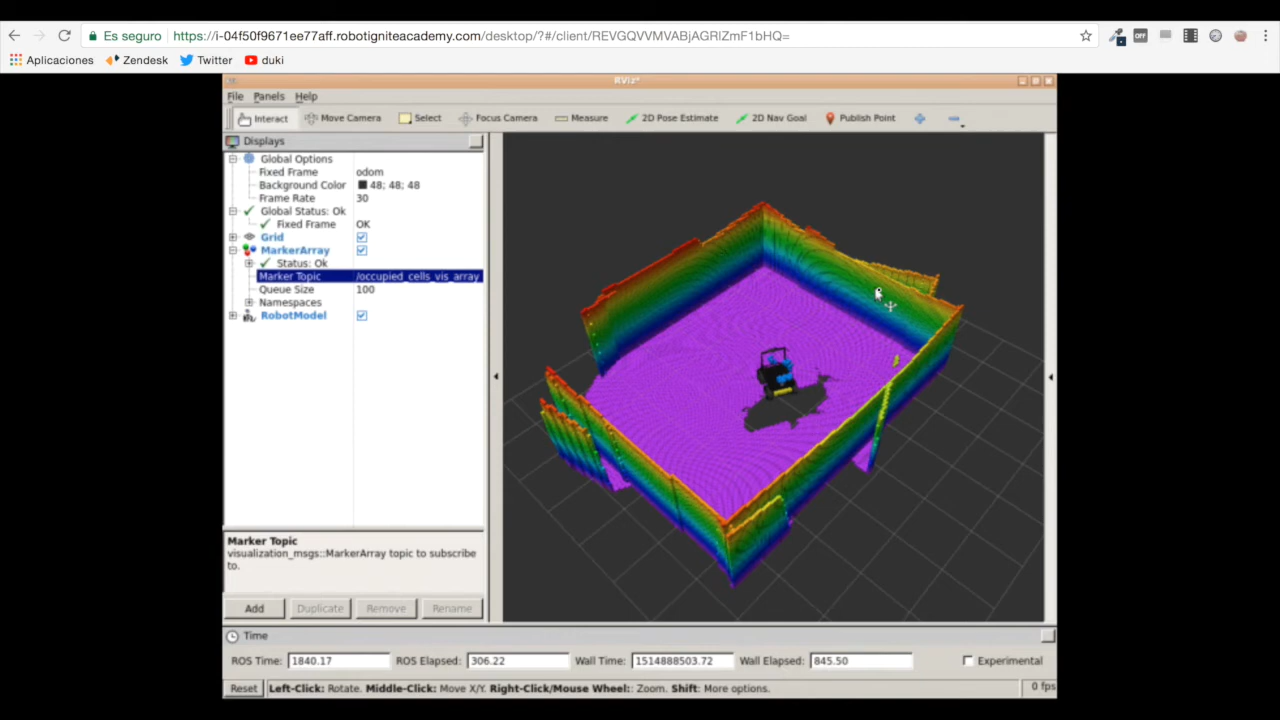 Es seguro https://i-04f50f9671ee77aff.robotigniteacademy.com/desktop/?#/client/REVGQVVMVABjAGRlZmF1bHQ=
OFF
Aplicaciones Zendesk Twitter duki
RViz*
File Panels Help
Interact Move Camera Select Focus Camera Measure 2D Pose Estimate 2D Nav Goal Publish Point
Displays
Global Options
Fixed Frame odom
Background Color 48; 48; 48
Frame Rate 30
Global Status: Ok
Fixed Frame OK
Grid
MarkerArray
Status: Ok
Marker Topic /occupied_cells_vis_array
Queue Size 100
Namespaces
RobotModel
Marker Topic
visualization_msgs::MarkerArray topic to subscribe
to.
Add Duplicate Remove Rename
Time
ROS Time: 1840.17 ROS Elapsed: 306.22 Wall Time: 1514888503.72 Wall Elapsed: 845.50 Experimental
Reset Left-Click: Rotate. Middle-Click: Move X/Y. Right-Click/Mouse Wheel:: Zoom. Shift: More options. 0 fps